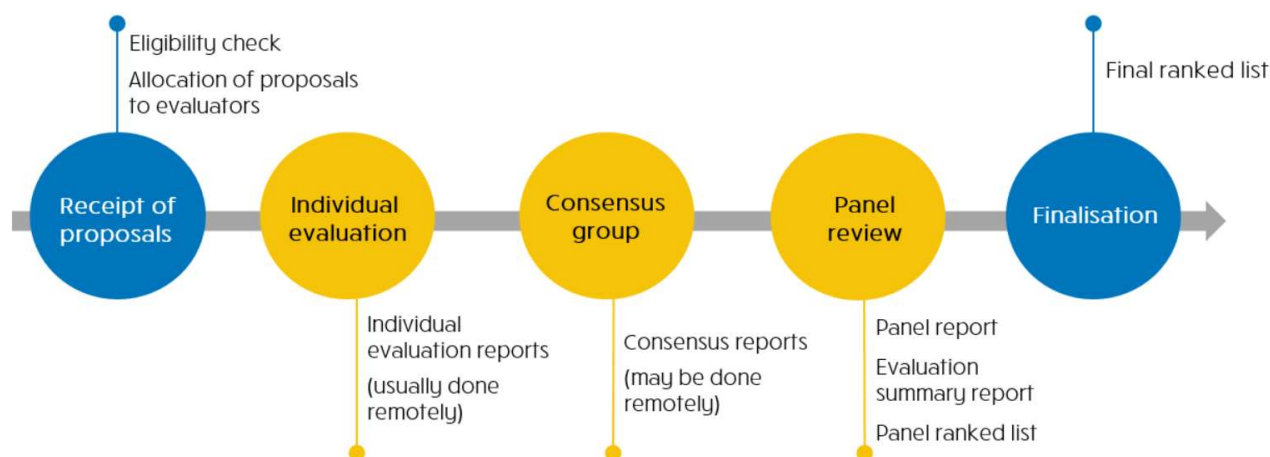 Eligibility check
Allocation of proposals
to evaluators
Final ranked list
Receipt of
proposals
Individual
evaluation
Consensus
group
Panel
review
Finalisation
Individual
evaluation reports
(usually done
remotely)
Consensus reports
(may be done
remotely)
Panel report
Evaluation
summary report
Panel ranked list